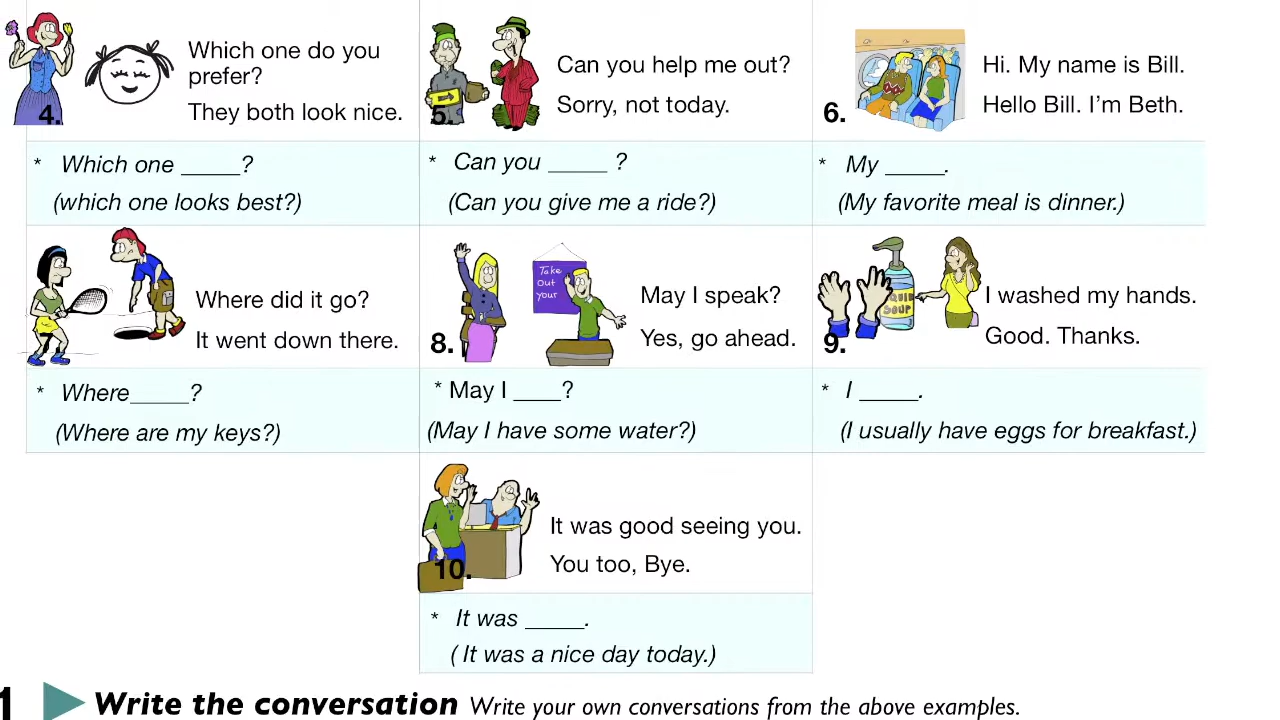 4.
Which one do you
prefer?
They both look nice.
5.
Can you help me out?
Sorry, not today.
6.
Hi. My name is Bill.
Hello Bill. I'm Beth.
* Which one _____?
(which one looks best?)
* Can you _____ ?
(Can you give me a ride?)
* My _____.
(My favorite meal is dinner.)
Where did it go?
It went down there.
8.
Take
out
your
May I speak?
Yes, go ahead.
9.
SOUP
I washed my hands.
Good. Thanks.
* Where_____?
(Where are my keys?)
* May I ____?
(May I have some water?)
* I _____.
(I usually have eggs for breakfast.)
10.
It was good seeing you.
You too, Bye.
* It was _____.
( It was a nice day today.)
1 Write the conversation Write your own conversations from the above examples.